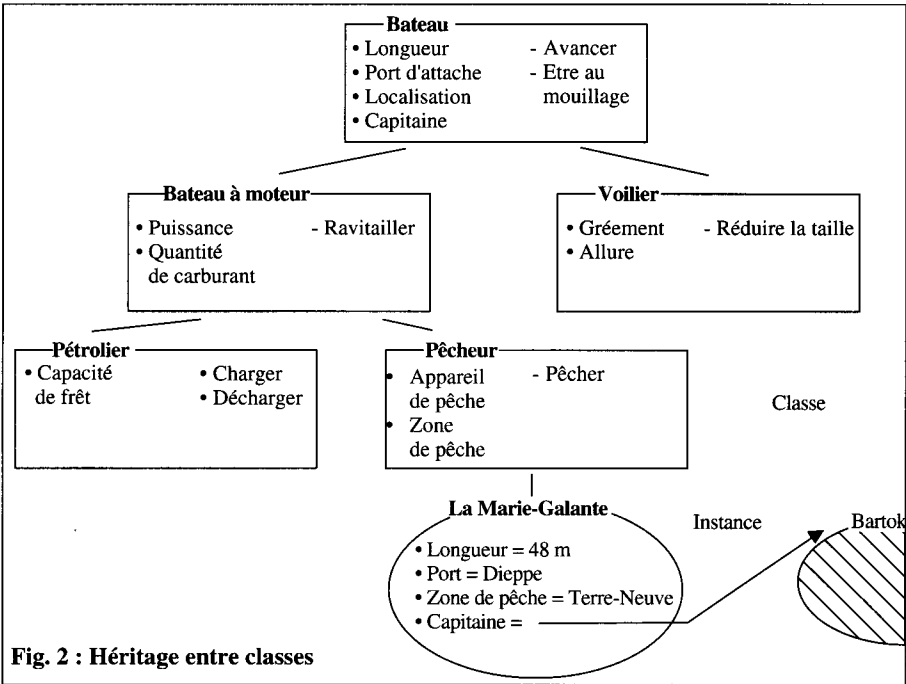 Bateau
• Longueur - Avancer
• Port d'attache - Etre au
• Localisation mouillage
• Capitaine
Bateau à moteur
• Puissance - Ravitailler
• Quantité
de carburant
Voilier
• Gréement - Réduire la taille
• Allure
Pétrolier
• Capacité • Charger
de frêt • Décharger
Pêcheur
• Appareil - Pêcher
de pêche
• Zone
de pêche
Classe
La Marie-Galante
• Longueur = 48 m
• Port = Dieppe
• Zone de pêche = Terre-Neuve
• Capitaine =
Instance
Bartok
Fig. 2 : Héritage entre classes